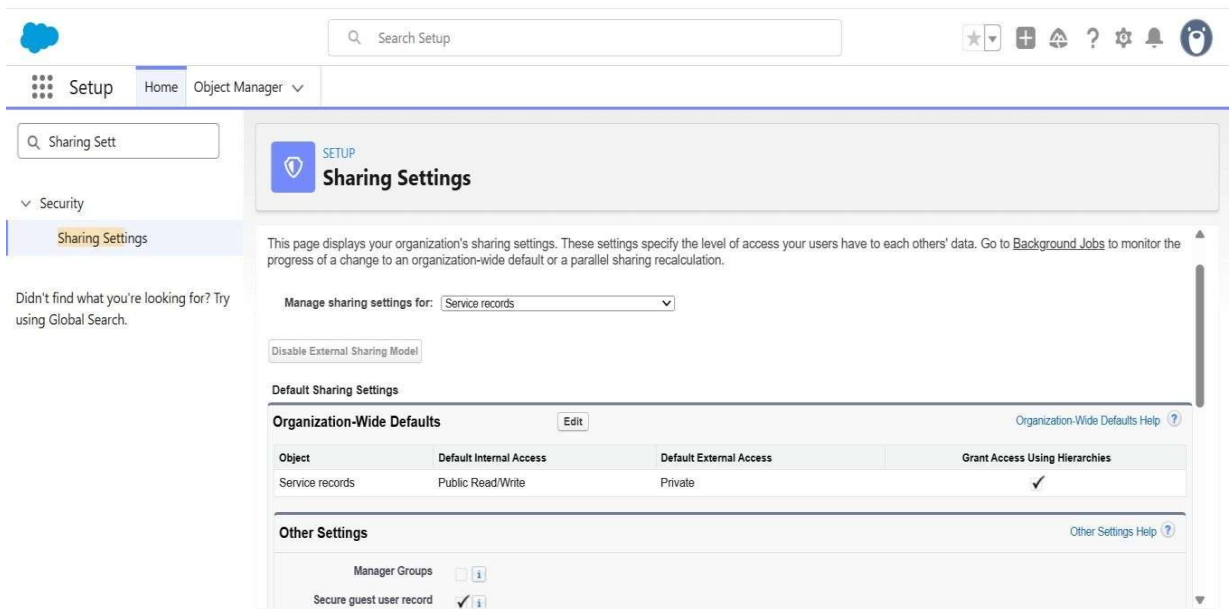 Search Setup
Setup
Home
Object Manager
Sharing Sett
Security
Sharing Settings
Didn't find what you're looking for? Try
using Global Search.
SETUP
Sharing Settings
This page displays your organization's sharing settings. These settings specify the level of access your users have to each others' data. Go to Background Jobs to monitor the
progress of a change to an organization-wide default or a parallel sharing recalculation.
Manage sharing settings for: Service records
Disable External Sharing Model
Default Sharing Settings
Organization-Wide Defaults Edit Organization-Wide Defaults Help ?
Object Default Internal Access Default External Access Grant Access Using Hierarchies
Service records Public Read/Write Private
Other Settings Other Settings Help ?
Manager Groups i
Secure guest user record i